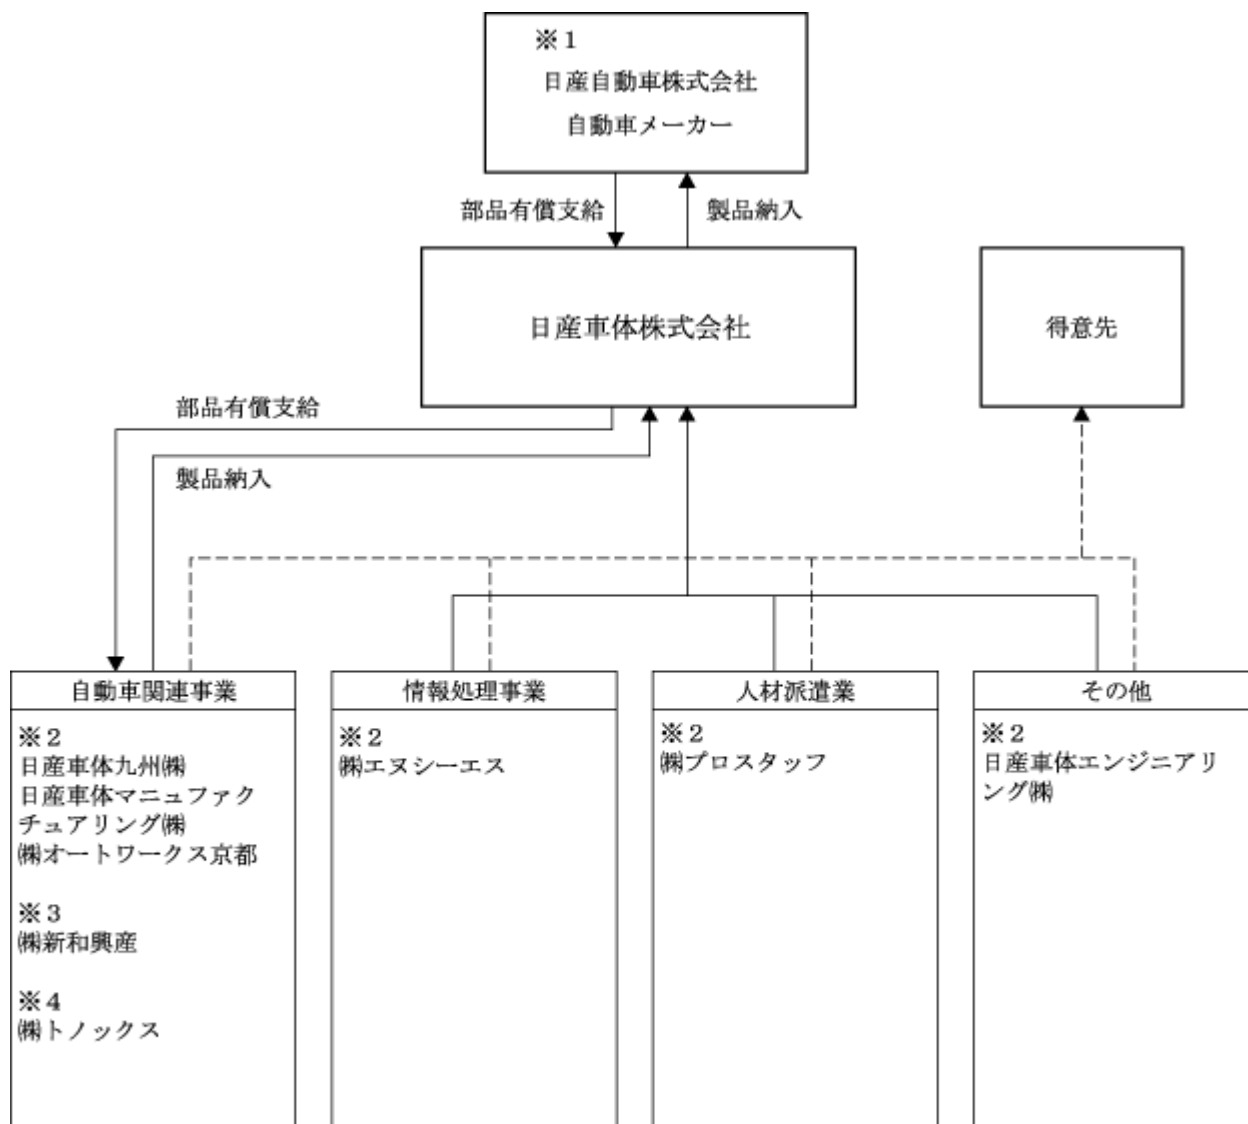 ※１
日産自動車株式会社
自動車メーカー
部品有償支給
製品納入
日産車体株式会社
得意先
部品有償支給
製品納入
自動車関連事業
※２
日産車体九州㈱
日産車体マニュファク
チュアリング㈱
㈱オートワークス京都
※３
㈱新和興産
※４
㈱トノックス
情報処理事業
※２
㈱エヌシーエス
人材派遣業
※２
㈱プロスタッフ
その他
※２
日産車体エンジニアリ
ング㈱